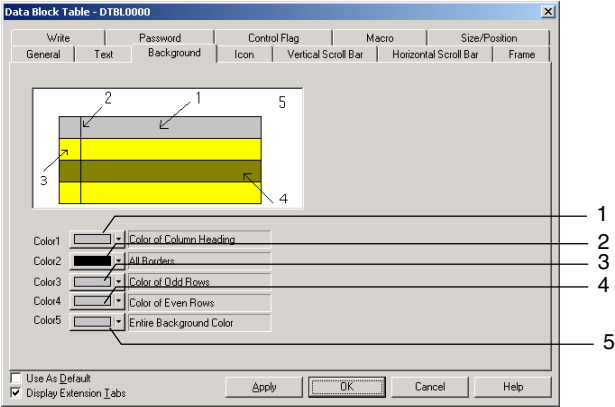 Data Block Table - DTBL0000
Write Password Control Flag Macro Size/Position
General Text Background Icon Vertical Scroll Bar Horizontal Scroll Bar Frame
2 1 5
3
4
Color1 Color of Column Heading 1
Color2 All Borders 2
Color3 Color of Odd Rows 3
Color4 Color of Even Rows 4
Color5 Entire Background Color 5
Use As Default
Display Extension Tabs
Apply OK Cancel Help